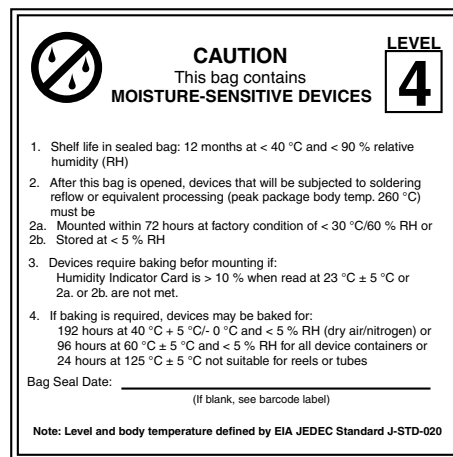 CAUTION
This bag contains
MOISTURE-SENSITIVE DEVICES
LEVEL
4
1. Shelf life in sealed bag: 12 months at < 40 °C and < 90 % relative
humidity (RH)
2. After this bag is opened, devices that will be subjected to soldering
reflow or equivalent processing (peak package body temp. 260 °C)
must be
2a. Mounted within 72 hours at factory condition of < 30 °C/60 % RH or
2b. Stored at < 5 % RH
3. Devices require baking befor mounting if:
Humidity Indicator Card is > 10 % when read at 23 °C ± 5 °C or
2a. or 2b. are not met.
4. If baking is required, devices may be baked for:
192 hours at 40 °C + 5 °C/- 0 °C and < 5 % RH (dry air/nitrogen) or
96 hours at 60 °C ± 5 °C and < 5 % RH for all device containers or
24 hours at 125 °C ± 5 °C not suitable for reels or tubes
Bag Seal Date:
(If blank, see barcode label)
Note: Level and body temperature defined by EIA JEDEC Standard J-STD-020